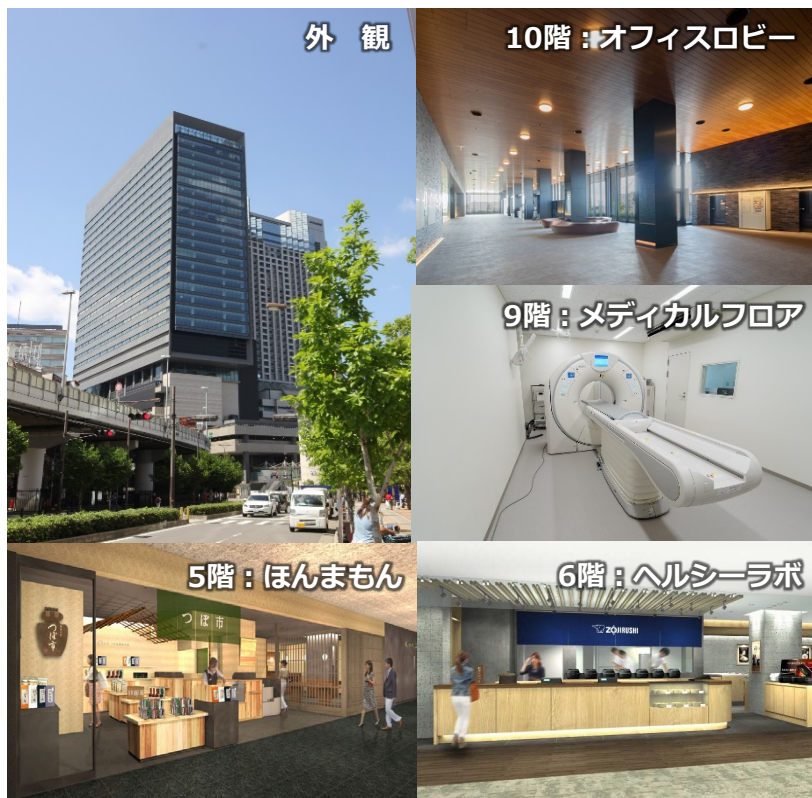 外　観
10階：オフィスロビー
9階：メディカルフロア
5階：ほんまもん
つぼ市
つぼ市
6階：ヘルシーラボ
ZOJIRUSHI